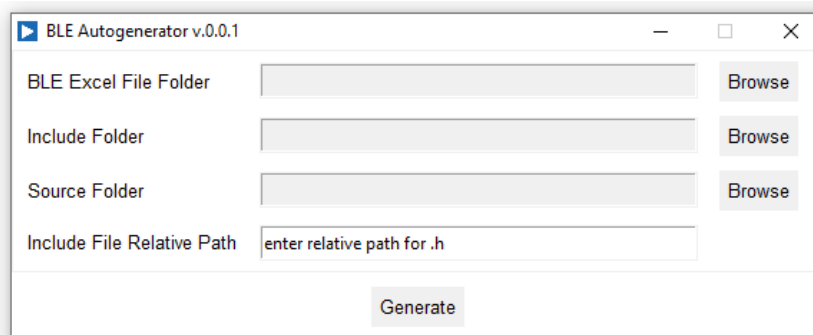 BLE Autogenerator v.0.0.1
BLE Excel File Folder Browse
Include Folder Browse
Source Folder Browse
Include File Relative Path enter relative path for .h
Generate